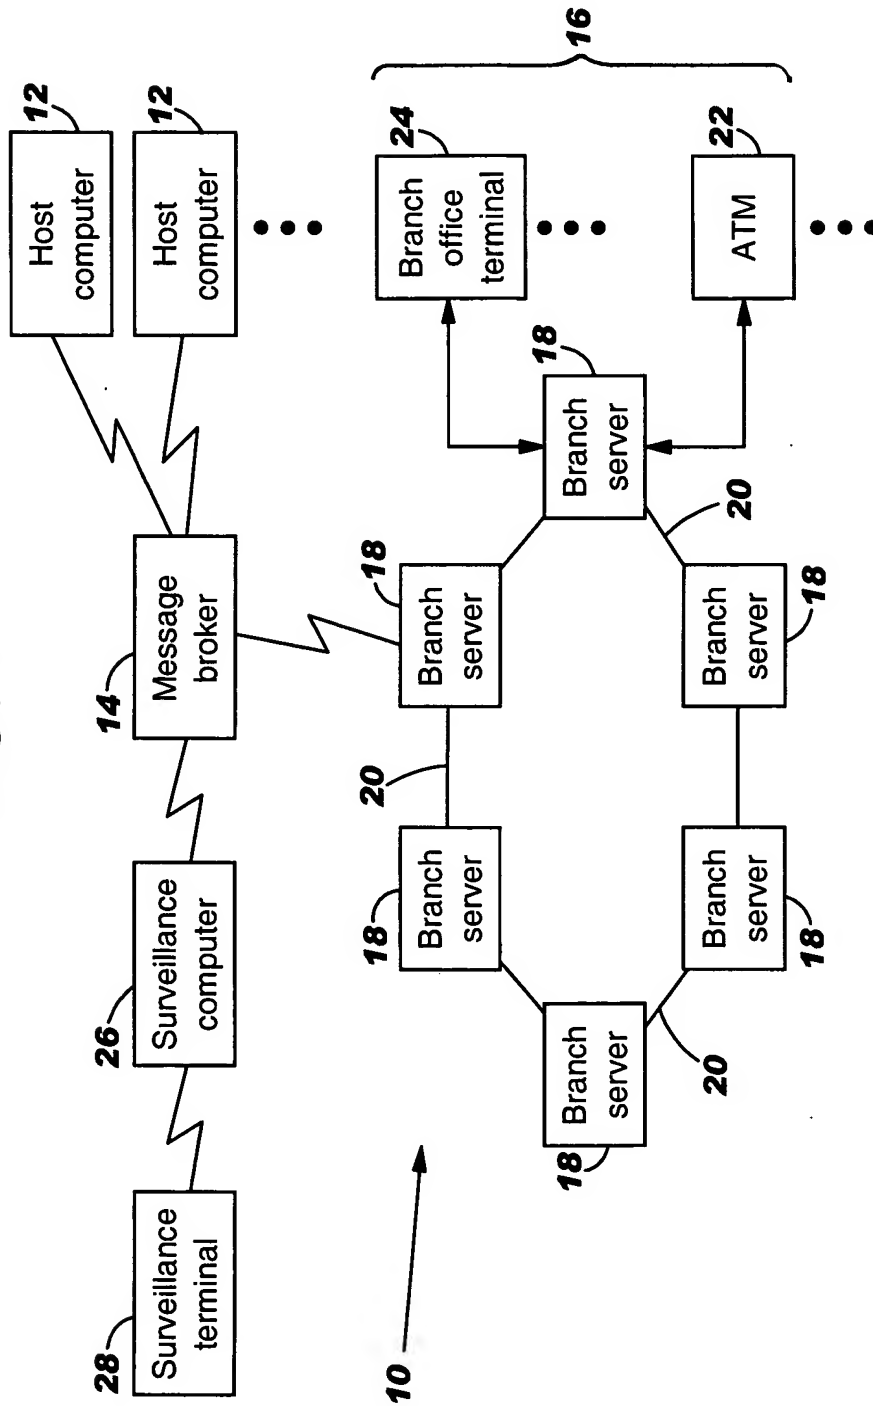 12
Host
computer
12
Host
computer
14
Message
broker
26
Surveillance
computer
28
Surveillance
terminal
16
24
Branch
office
terminal
22
ATM
18
Branch
server
18
Branch
server
20
18
Branch
server
18
Branch
server
20
18
Branch
server
18
Branch
server
20
10